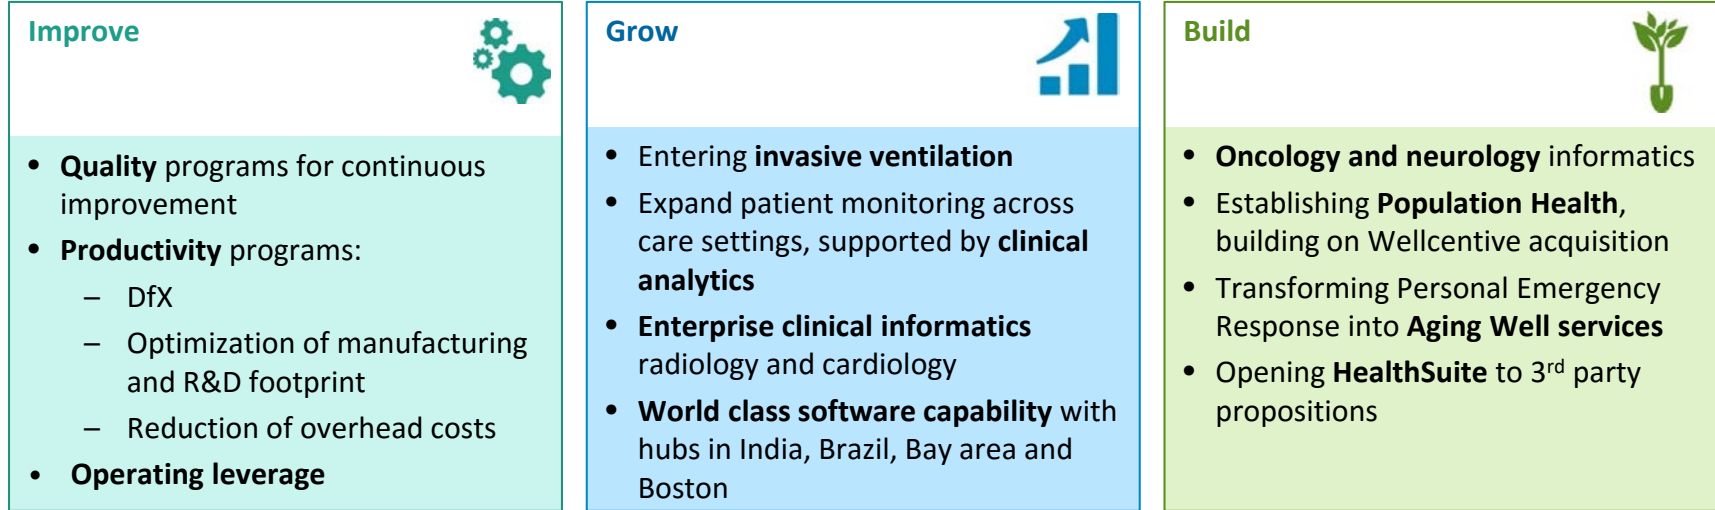 Improve
• Quality programs for continuous
improvement
• Productivity programs:
– DfX
– Optimization of manufacturing
and R&D footprint
– Reduction of overhead costs
• Operating leverage
Grow
• Entering invasive ventilation
• Expand patient monitoring across
care settings, supported by clinical
analytics
• Enterprise clinical informatics
radiology and cardiology
• World class software capability with
hubs in India, Brazil, Bay area and
Boston
Build
• Oncology and neurology informatics
• Establishing Population Health,
building on Wellcentive acquisition
• Transforming Personal Emergency
Response into Aging Well services
• Opening HealthSuite to 3rd party
propositions